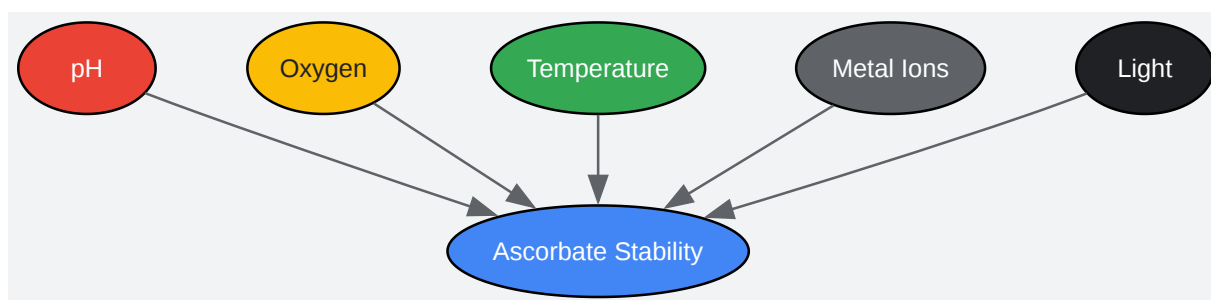 pH
Oxygen
Temperature
Metal Ions
Light
Ascorbate Stability